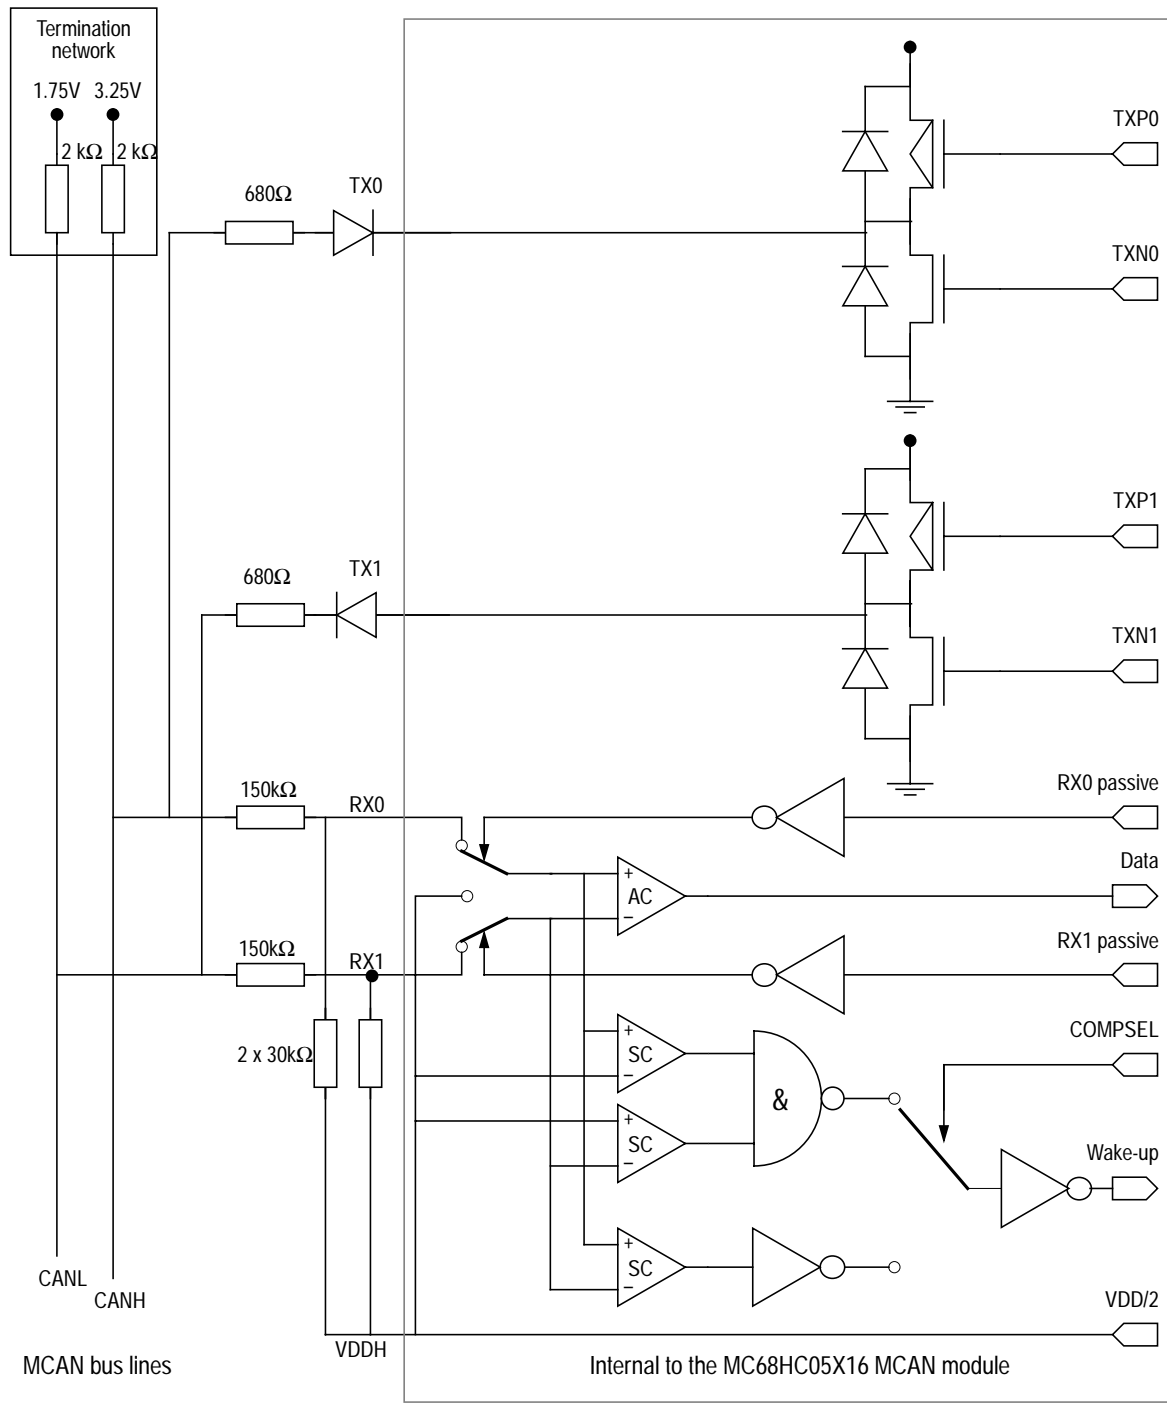 Termination
network
1.75V 3.25V
2 kΩ 2 kΩ
TXP0
680Ω
TX0
TXN0
TXP1
680Ω
TX1
TXN1
150kΩ
RX0
RX0 passive
+
AC
−
Data
150kΩ
RX1
RX1 passive
2 x 30kΩ
+
SC
−
COMPSEL
&
+
SC
−
Wake-up
+
SC
−
CANL
CANH
VDD/2
VDDH
MCAN bus lines
Internal to the MC68HC05X16 MCAN module